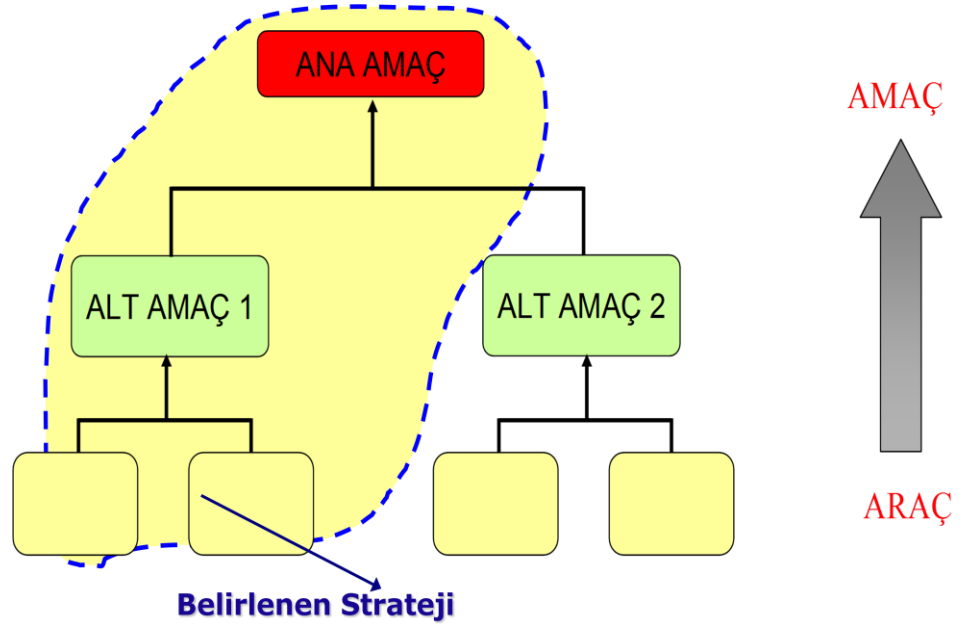 ANA AMAÇ
AMAÇ
ALT AMAÇ 1
ALT AMAÇ 2
ARAÇ
Belirlenen Strateji